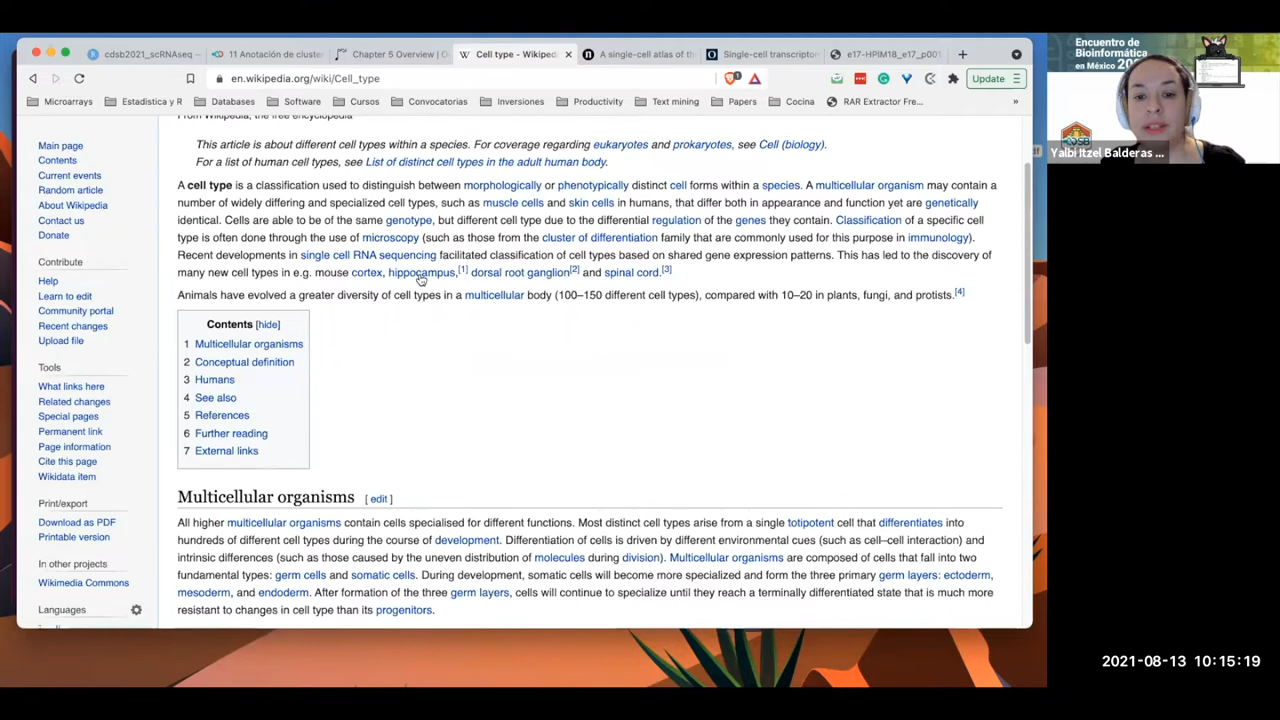 cdsb2021_scRNAseq
11 Anotación de cluster
Chapter 5 Overview | O
Cell type - Wikiped
A single-cell atlas of th
Single-cell transcriptom
e17-HPIM18_e17_p001
en.wikipedia.org/wiki/Cell_type
Update
Microarrays
Estadistica y R
Databases
Software
Cursos
Convocatorias
Inversiones
Productivity
Text mining
Papers
Cocina
RAR Extractor Fre...
»
From Wikipedia, the free encyclopedia
This article is about different cell types within a species. For coverage regarding eukaryotes and prokaryotes, see Cell (biology).
For a list of human cell types, see List of distinct cell types in the adult human body.
A cell type is a classification used to distinguish between morphologically or phenotypically distinct cell forms within a species. A multicellular organism may contain a
number of widely differing and specialized cell types, such as muscle cells and skin cells in humans, that differ both in appearance and function yet are genetically
identical. Cells are able to be of the same genotype, but different cell type due to the differential regulation of the genes they contain. Classification of a specific cell
type is often done through the use of microscopy (such as those from the cluster of differentiation family that are commonly used for this purpose in immunology).
Recent developments in single cell RNA sequencing facilitated classification of cell types based on shared gene expression patterns. This has led to the discovery of
many new cell types in e.g. mouse cortex, hippocampus,[1] dorsal root ganglion[2] and spinal cord.[3]
Animals have evolved a greater diversity of cell types in a multicellular body (100–150 different cell types), compared with 10–20 in plants, fungi, and protists.[4]
Contents [hide]
1 Multicellular organisms
2 Conceptual definition
3 Humans
4 See also
5 References
6 Further reading
7 External links
Multicellular organisms [ edit ]
All higher multicellular organisms contain cells specialised for different functions. Most distinct cell types arise from a single totipotent cell that differentiates into
hundreds of different cell types during the course of development. Differentiation of cells is driven by different environmental cues (such as cell–cell interaction) and
intrinsic differences (such as those caused by the uneven distribution of molecules during division). Multicellular organisms are composed of cells that fall into two
fundamental types: germ cells and somatic cells. During development, somatic cells will become more specialized and form the three primary germ layers: ectoderm,
mesoderm, and endoderm. After formation of the three germ layers, cells will continue to specialize until they reach a terminally differentiated state that is much more
resistant to changes in cell type than its progenitors.
Main page
Contents
Current events
Random article
About Wikipedia
Contact us
Donate
Contribute
Help
Learn to edit
Community portal
Recent changes
Upload file
Tools
What links here
Related changes
Special pages
Permanent link
Page information
Cite this page
Wikidata item
Print/export
Download as PDF
Printable version
In other projects
Wikimedia Commons
Languages
Encuentro de
Bioinformática
en México 20
Yalbi Itzel Balderas ...
2021-08-13 10:15:19